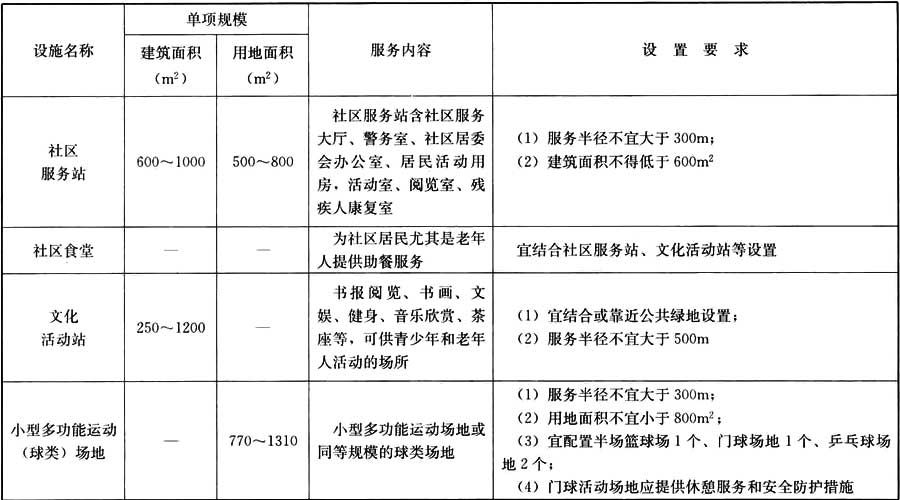 设施名称
单项规模
建筑面积
（m²）
用地面积
（m²）
服务内容
设 置 要 求
社区
服务站
600～1000
500～800
社区服务站含社区服务
大厅、警务室、社区居委
会办公室、居民活动用
房，活动室、阅览室、残
疾人康复室
（1）服务半径不宜大于300m；
（2）建筑面积不得低于600m²
社区食堂
—
—
为社区居民尤其是老年
人提供助餐服务
宜结合社区服务站、文化活动站等设置
文化
活动站
250～1200
—
书报阅览、书画、文
娱、健身、音乐欣赏、茶
座等，可供青少年和老年
人活动的场所
（1）宜结合或靠近公共绿地设置；
（2）服务半径不宜大于500m
小型多功能运动
（球类）场地
—
770～1310
小型多功能运动场地或
同等规模的球类场地
（1）服务半径不宜大于300m；
（2）用地面积不宜小于800m²；
（3）宜配置半场篮球场1个、门球场地1个、乒乓球场
地2个；
（4）门球活动场地应提供休憩服务和安全防护措施